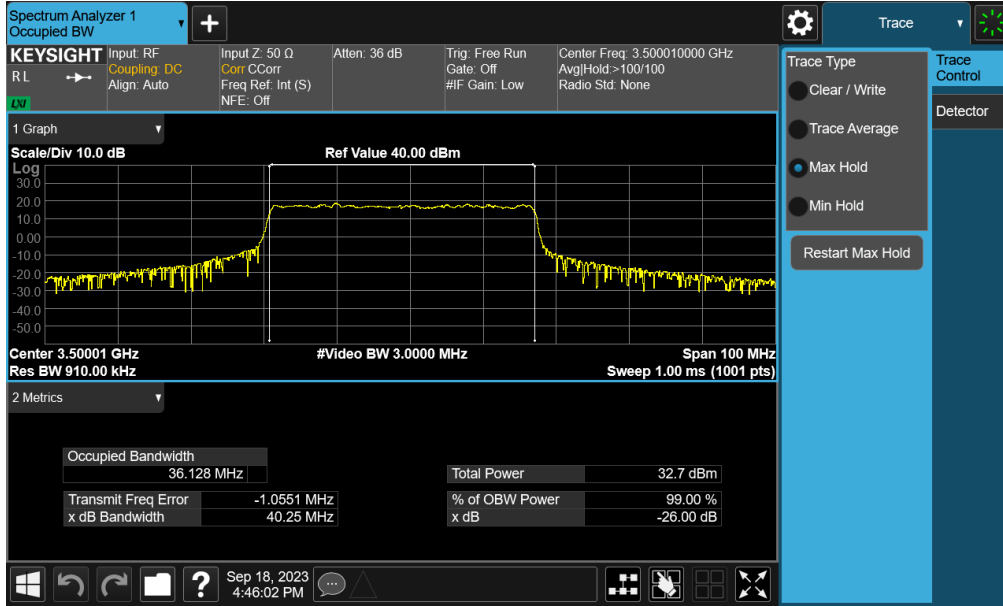 Spectrum Analyzer 1
Occupied BW
+
Trace
KEYSIGHT
R L
LXI
Input: RF
Coupling: DC
Align: Auto
Input Z: 50 Ω
Corr CCorr
Freq Ref: Int (S)
NFE: Off
Atten: 36 dB
Trig: Free Run
Gate: Off
#IF Gain: Low
Center Freq: 3.500010000 GHz
Avg|Hold:>100/100
Radio Std: None
1 Graph
Scale/Div 10.0 dB
Ref Value 40.00 dBm
Log
30.0
20.0
10.0
0.00
-10.0
-20.0
-30.0
-40.0
-50.0
Center 3.50001 GHz
#Video BW 3.0000 MHz
Span 100 MHz
Res BW 910.00 kHz
Sweep 1.00 ms (1001 pts)
2 Metrics
Occupied Bandwidth
36.128 MHz
Total Power 32.7 dBm
Transmit Freq Error -1.0551 MHz
% of OBW Power 99.00 %
x dB Bandwidth 40.25 MHz
x dB -26.00 dB
?
Sep 18, 2023
4:46:02 PM
Trace Type
Clear / Write
Trace Average
Max Hold
Min Hold
Restart Max Hold
Trace
Control
Detector